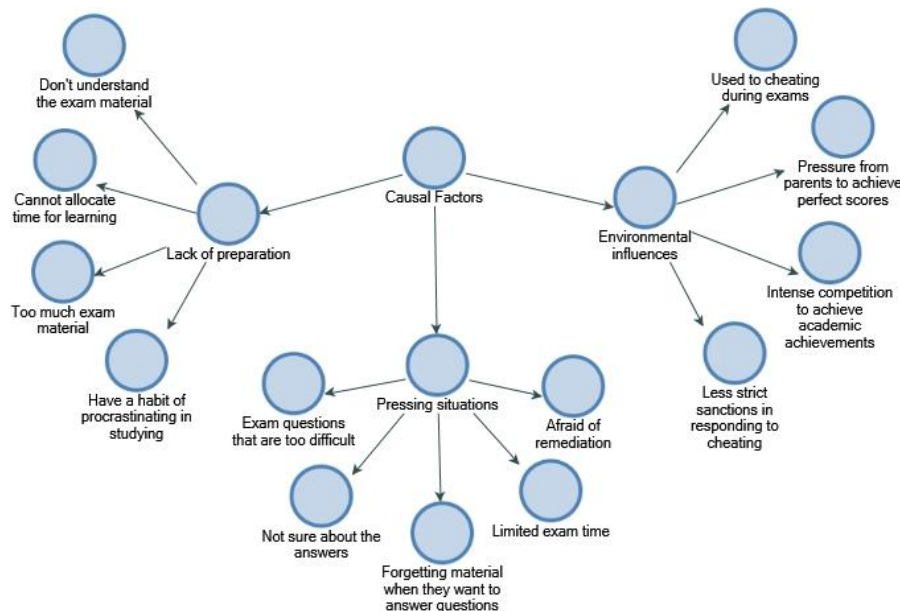 Causal Factors
Lack of preparation
Don't understand
the exam material
Cannot allocate
time for learning
Too much exam
material
Have a habit of
procrastinating in
studying
Pressing situations
Exam questions
that are too difficult
Not sure about the
answers
Forgetting material
when they want to
answer questions
Limited exam time
Afraid of
remediation
Environmental
influences
Used to cheating
during exams
Pressure from
parents to achieve
perfect scores
Intense competition
to achieve
academic
achievements
Less strict
sanctions in
responding to
cheating